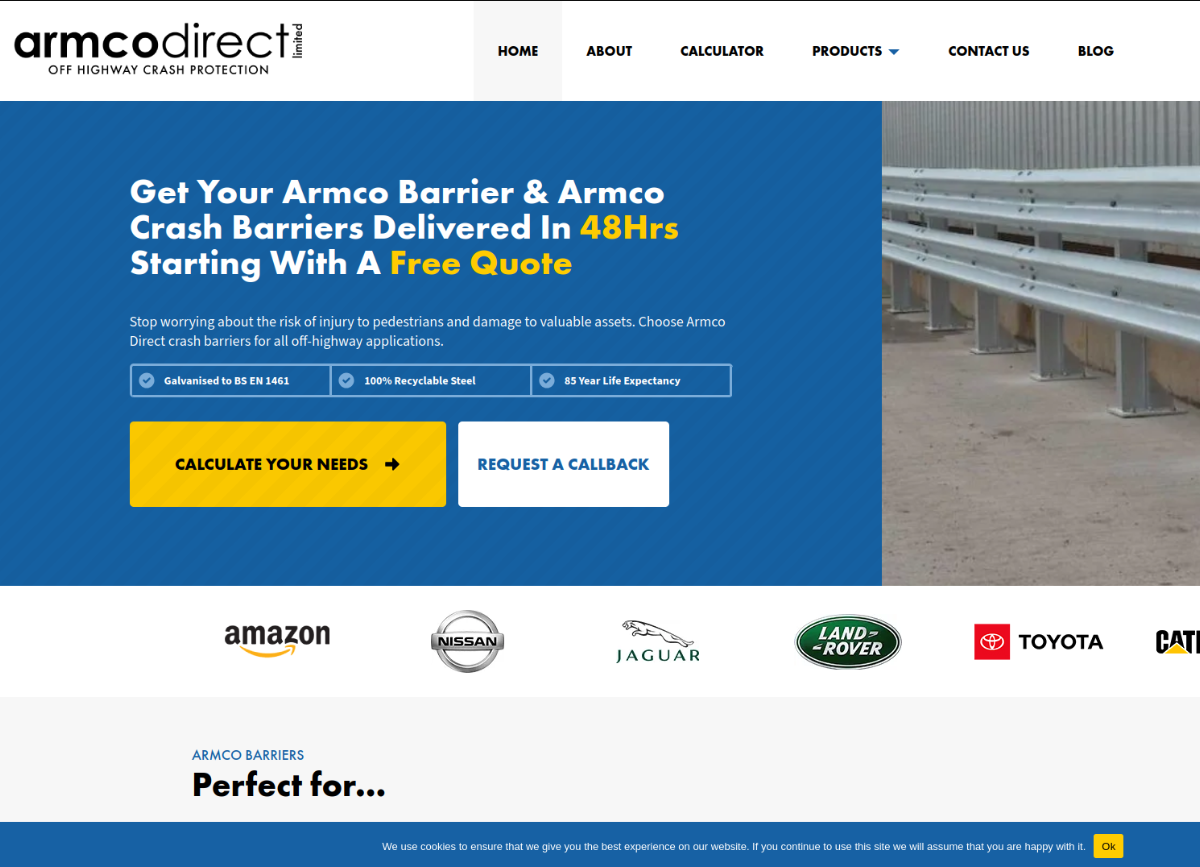 armcodirect limited
OFF HIGHWAY CRASH PROTECTION
HOME
ABOUT
CALCULATOR
PRODUCTS
CONTACT US
BLOG
Get Your Armco Barrier & Armco
Crash Barriers Delivered In 48Hrs
Starting With A Free Quote
Stop worrying about the risk of injury to pedestrians and damage to valuable assets. Choose Armco
Direct crash barriers for all off-highway applications.
Galvanised to BS EN 1461
100% Recyclable Steel
85 Year Life Expectancy
CALCULATE YOUR NEEDS
REQUEST A CALLBACK
amazon
NISSAN
JAGUAR
LAND-
-ROVER
TOYOTA
CAT
ARMCO BARRIERS
Perfect for...
We use cookies to ensure that we give you the best experience on our website. If you continue to use this site we will assume that you are happy with it.
Ok